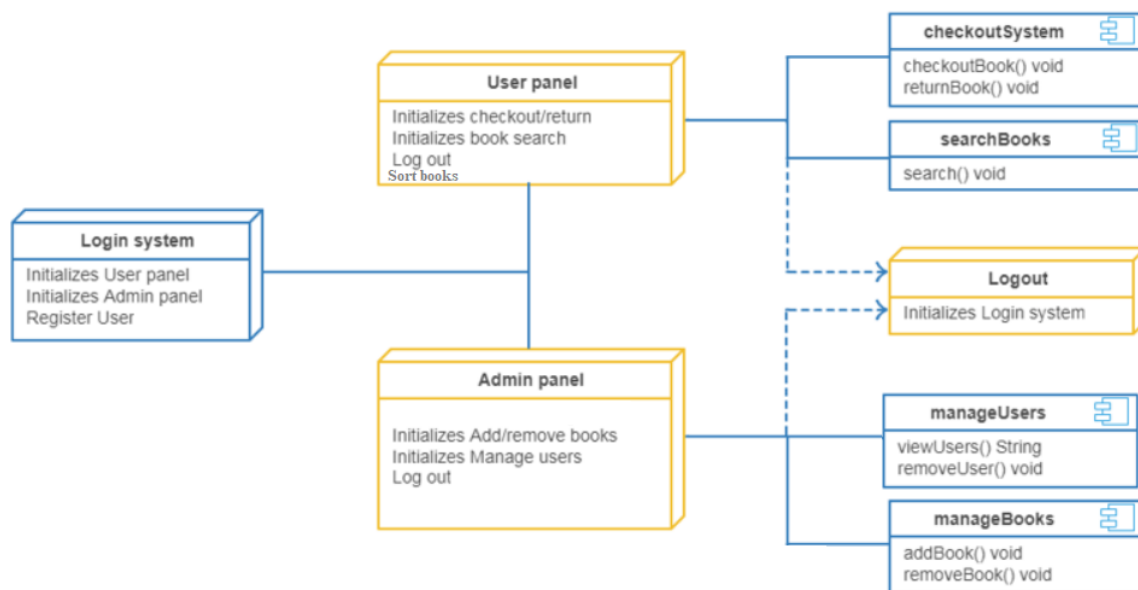 Login system
Initializes User panel
Initializes Admin panel
Register User
User panel
Initializes checkout/return
Initializes book search
Log out
Sort books
Admin panel
Initializes Add/remove books
Initializes Manage users
Log out
checkoutSystem
checkoutBook() void
returnBook() void
searchBooks
search() void
Logout
Initializes Login system
manageUsers
viewUsers() String
removeUser() void
manageBooks
addBook() void
removeBook() void